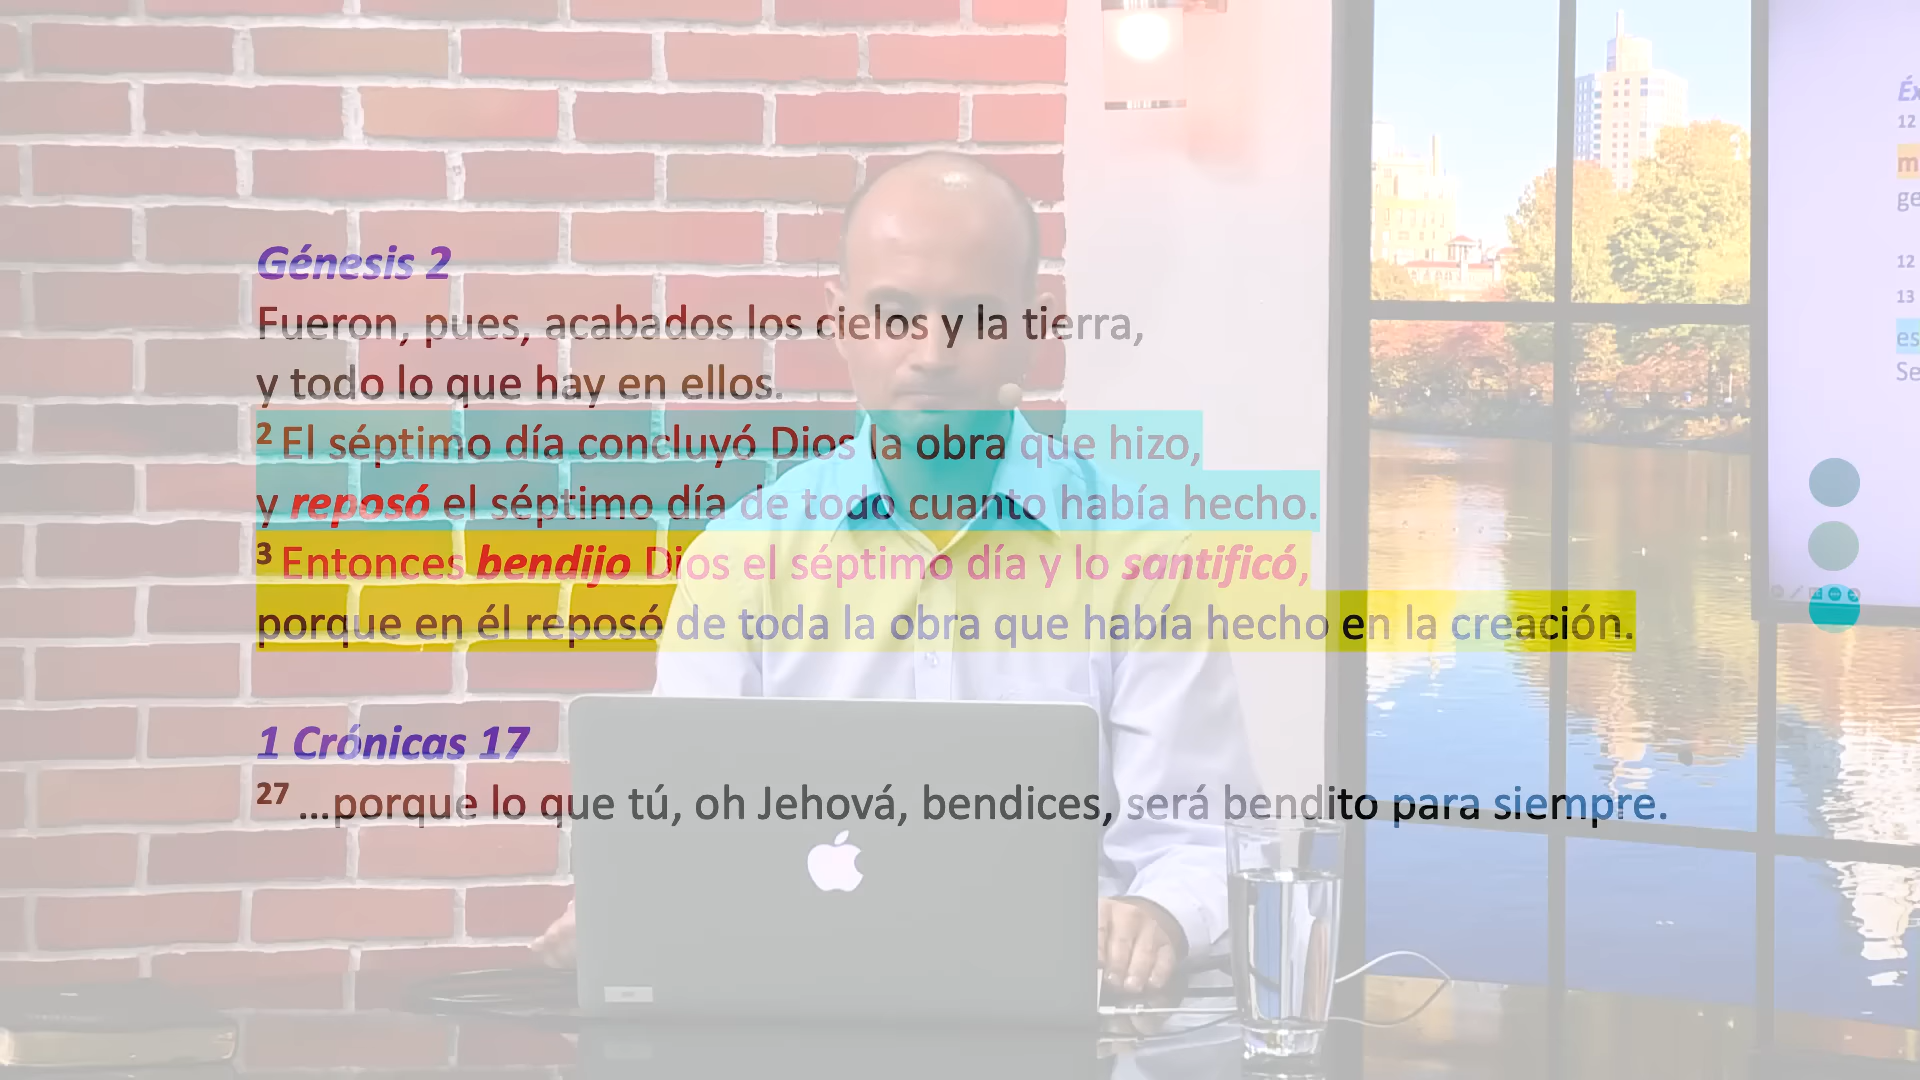 Génesis 2
Fueron, pues, acabados los cielos y la tierra,
y todo lo que hay en ellos.
2 El séptimo día concluyó Dios la obra que hizo,
y reposó el séptimo día de todo cuanto había hecho.
3 Entonces bendijo Dios el séptimo día y lo santificó,
porque en él reposó de toda la obra que había hecho en la creación.
1 Crónicas 17
27 ...porque lo que tú, oh Jehová, bendices, será bendito para siempre.
12
12
13